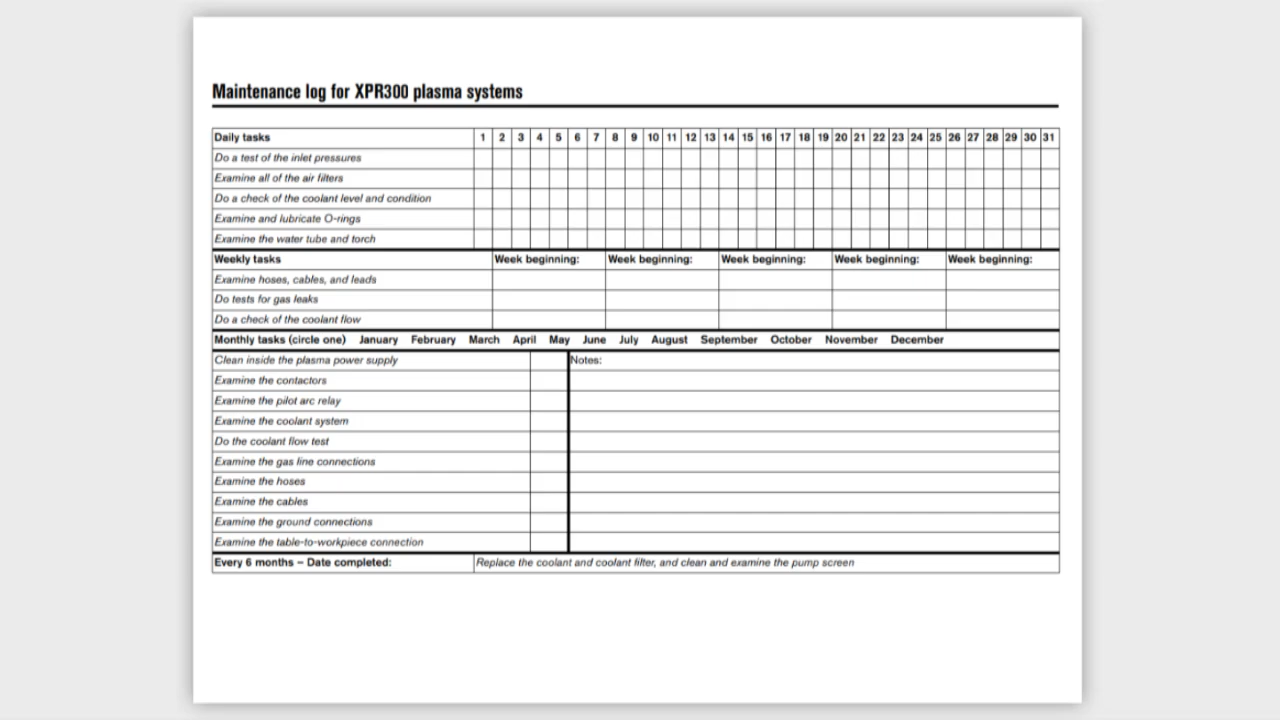 Maintenance log for XPR300 plasma systems
Daily tasks 1 2 3 4 5 6 7 8 9 10 11 12 13 14 15 16 17 18 19 20 21 22 23 24 25 26 27 28 29 30 31
Do a test of the inlet pressures
Examine all of the air filters
Do a check of the coolant level and condition
Examine and lubricate O-rings
Examine the water tube and torch
Weekly tasks Week beginning: Week beginning: Week beginning: Week beginning: Week beginning:
Examine hoses, cables, and leads
Do tests for gas leaks
Do a check of the coolant flow
Monthly tasks (circle one) January February March April May June July August September October November December
Clean inside the plasma power supply Notes:
Examine the contactors
Examine the pilot arc relay
Examine the coolant system
Do the coolant flow test
Examine the gas line connections
Examine the hoses
Examine the cables
Examine the ground connections
Examine the table-to-workpiece connection
Every 6 months – Date completed: Replace the coolant and coolant filter, and clean and examine the pump screen